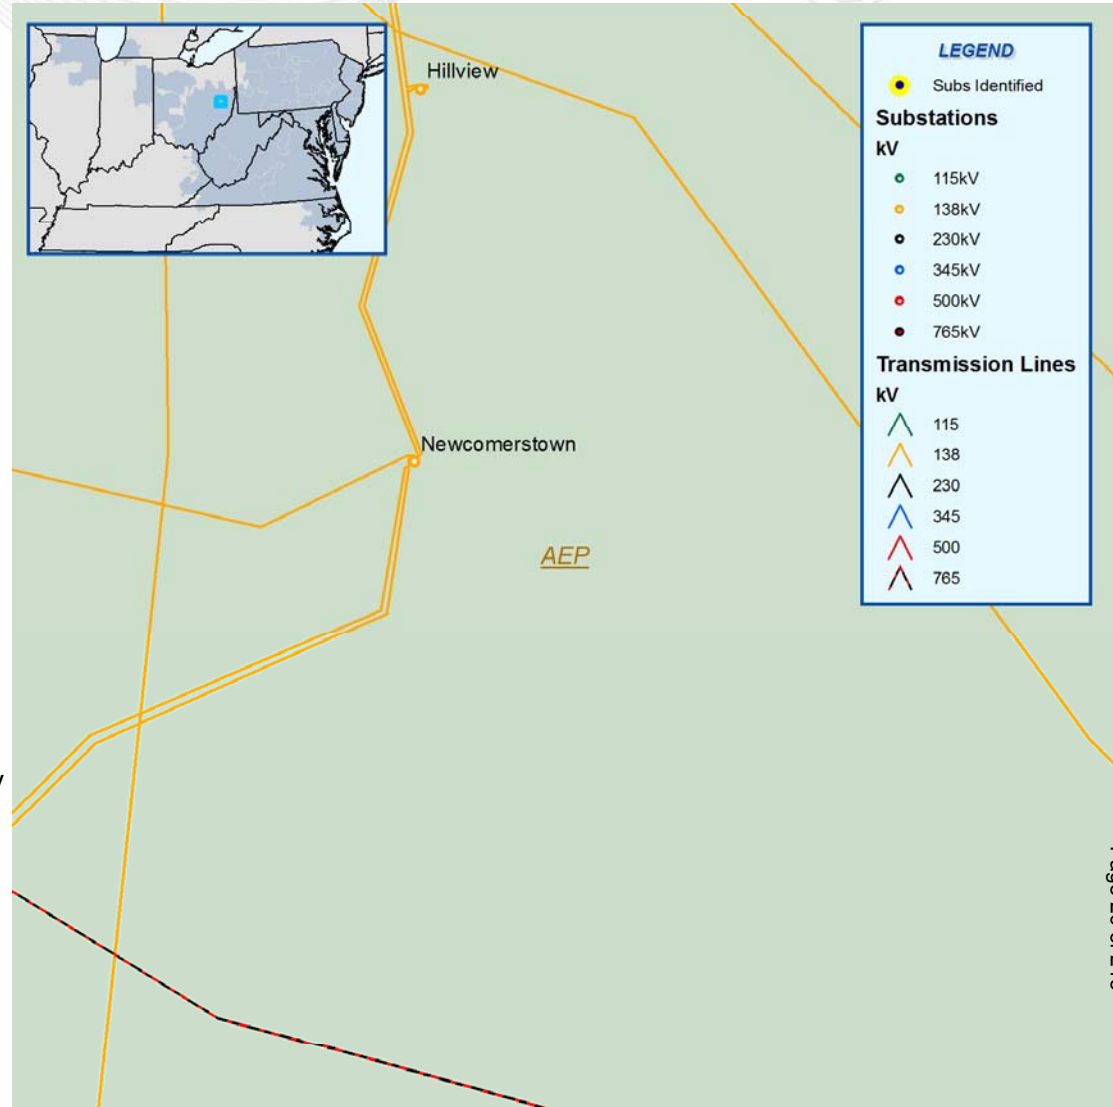 Hillview
Newcomerstown
AEP
LEGEND
Subs Identified
Substations
kV
115kV
138kV
230kV
345kV
500kV
765kV
Transmission Lines
kV
115
138
230
345
500
765